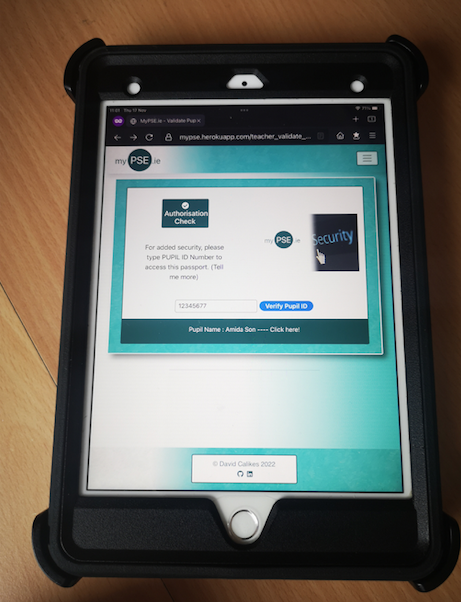 11:03 Thu 17 Nov
MyPSE.ie - Validate Pup
mypse.herokuapp.com/teacher_validate_...
my PSE .ie
Authorisation
Check
For added security, please
type PUPIL ID Number to
access this passport. (Tell
me more)
my PSE .ie
Security
12345677
Verify Pupil ID
Pupil Name : Amida Son ---- Click here!
© David Calikes 2022